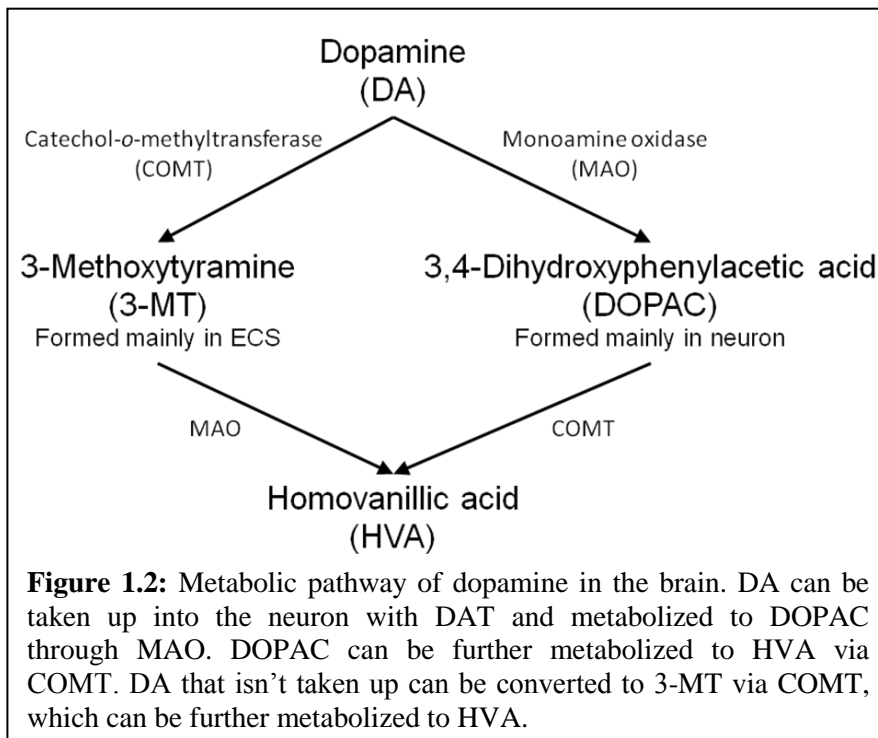 Dopamine
(DA)
Catechol-o-methyltransferase
(COMT)
Monoamine oxidase
(MAO)
3-Methoxytyramine
(3-MT)
Formed mainly in ECS
3,4-Dihydroxyphenylacetic acid
(DOPAC)
Formed mainly in neuron
MAO
COMT
Homovanillic acid
(HVA)
Figure 1.2: Metabolic pathway of dopamine in the brain. DA can be
taken up into the neuron with DAT and metabolized to DOPAC
through MAO. DOPAC can be further metabolized to HVA via
COMT. DA that isn't taken up can be converted to 3-MT via COMT,
which can be further metabolized to HVA.